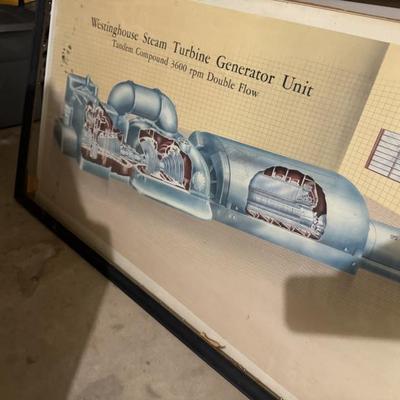 Westinghouse Steam Turbine Generator Unit
Tandem Compound 3600 rpm Double Flow